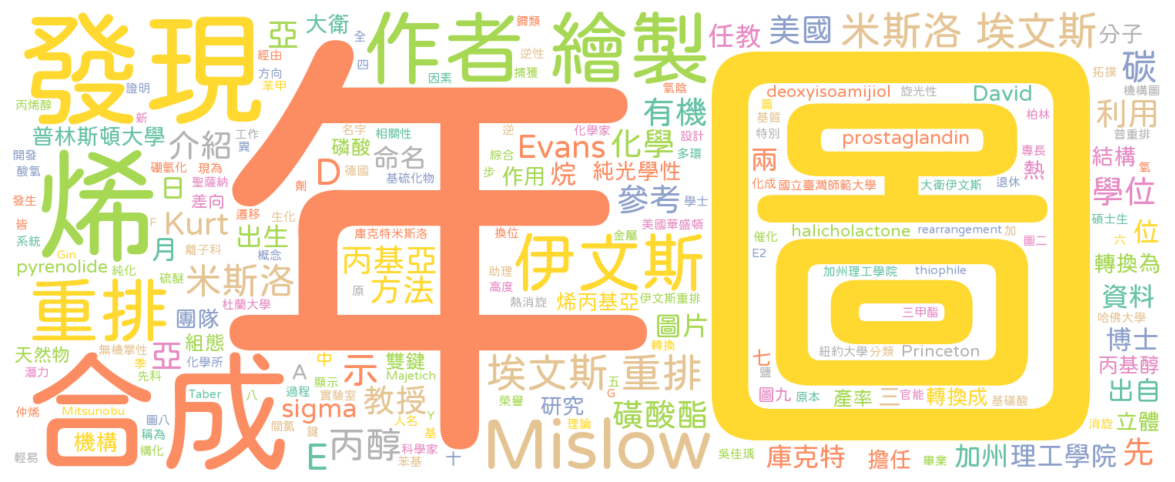 發現
年
作者
繪製
圖
大衛
亞
歸類
全
四
經由
方向
苯甲
證明
丙烯醇
新
因素
逆性
捕獲
氧陰
任教
美國
米斯洛 埃文斯
分子
碳
拓撲
機構圖
利用
普重排
deoxyisoamijiol
旋光性
David
柏林
篇
基質
特別
prostaglandin
兩
專長
熱
結構
氫
化成
國立臺灣師範大學
大衛伊文斯
退休
學位
碩士生
halicholactone
rearrangement
加
催化
E2
圖二
六
位
加州理工學院
thiophile
轉換為
資料
哈佛大學
三甲酯
博士
紐約大學
分類
Princeton
七
鹽
丙基醇
圖九
原本
產率
三
官能
轉換成
基磺酸
出自
消旋
立體
吳佳瑀
庫克特
擔任
畢業
加州
理工學院
先
普林斯頓大學
介紹
工作
異
開發
酸氫
硼氫化
現為
聖薩納
日
差向
發生
皆
系統
烯
Kurt
遷移
F
生化
劑
出生
月
離子科
概念
Gin
純化
pyrenolide
硫醚
米斯洛
杜蘭大學
重排
團隊
天然物
無機掌性
季
亞
組態
潛力
先科
化學所
相關性
名字
磷酸
命名
德國
基硫化物
D
Evans
逆
化學家
設計
綜合
多環
步
作用
烷
純光學性
有機
化學
參考
學士
庫克特米斯洛
換位
金屬
美國華盛頓
丙基亞
方法
原
助理
高度
熱消旋
伊文斯
烯丙基亞
伊文斯重排
圖片
轉換
合成
仲烯
Mitsunobu
機構
稱為
構化
輕易
Taber
八
間氯
鍵
中
顯示
過程
實驗室
A
示
雙鍵
Majetich
sigma
教授
人名
Y
基
E
丙醇
科學家
苯基
十
埃文斯
重排
五
G
榮譽
研究
理論
磺酸酯
Mislow